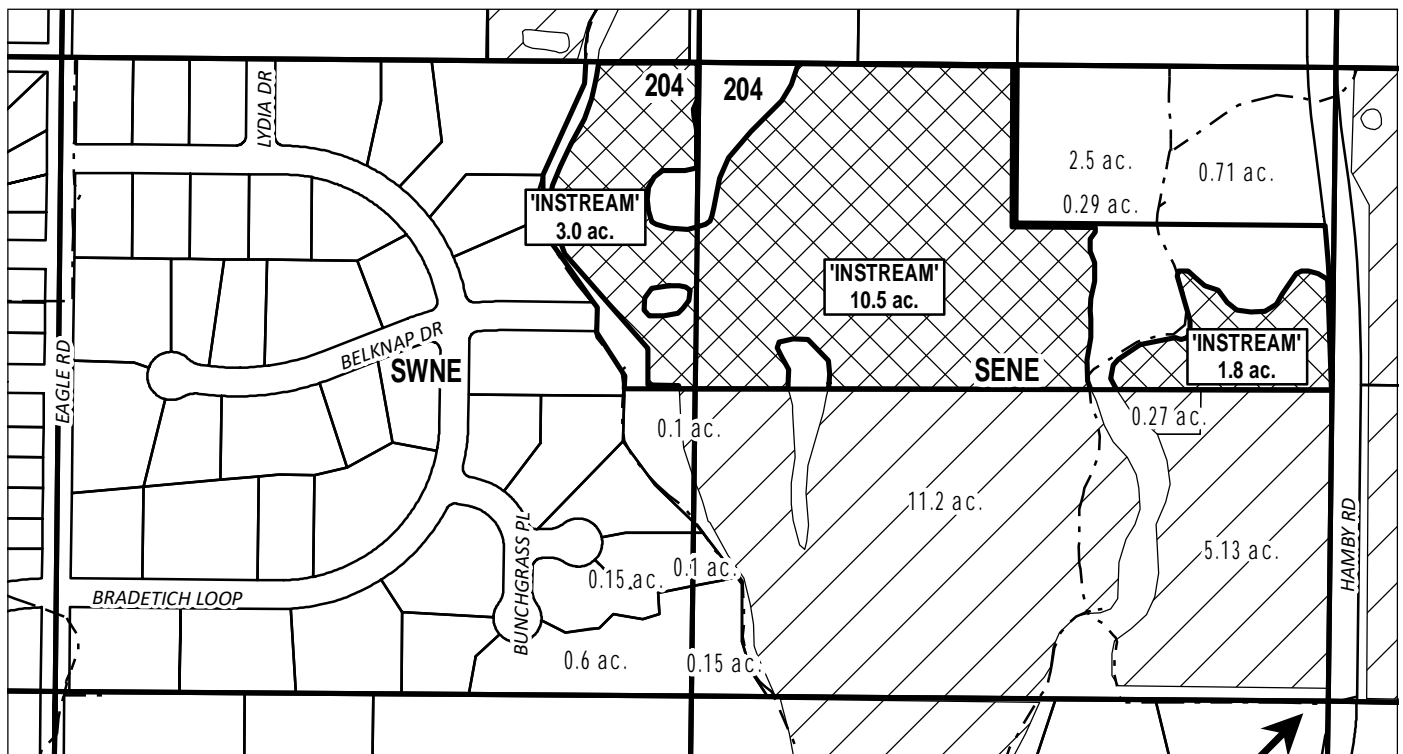 LYDIA DR
204
204
2.5 ac.
0.71 ac.
0.29 ac.
'INSTREAM'
3.0 ac.
'INSTREAM'
10.5 ac.
'INSTREAM'
1.8 ac.
EAGLE RD
BELKNAP DR
SWNE
SENE
0.1 ac.
0.27 ac.
11.2 ac.
5.13 ac.
HAMBY RD
BUNCHGRASS PL
0.15 ac.
0.1 ac.
BRADETICH LOOP
0.6 ac.
0.15 ac.